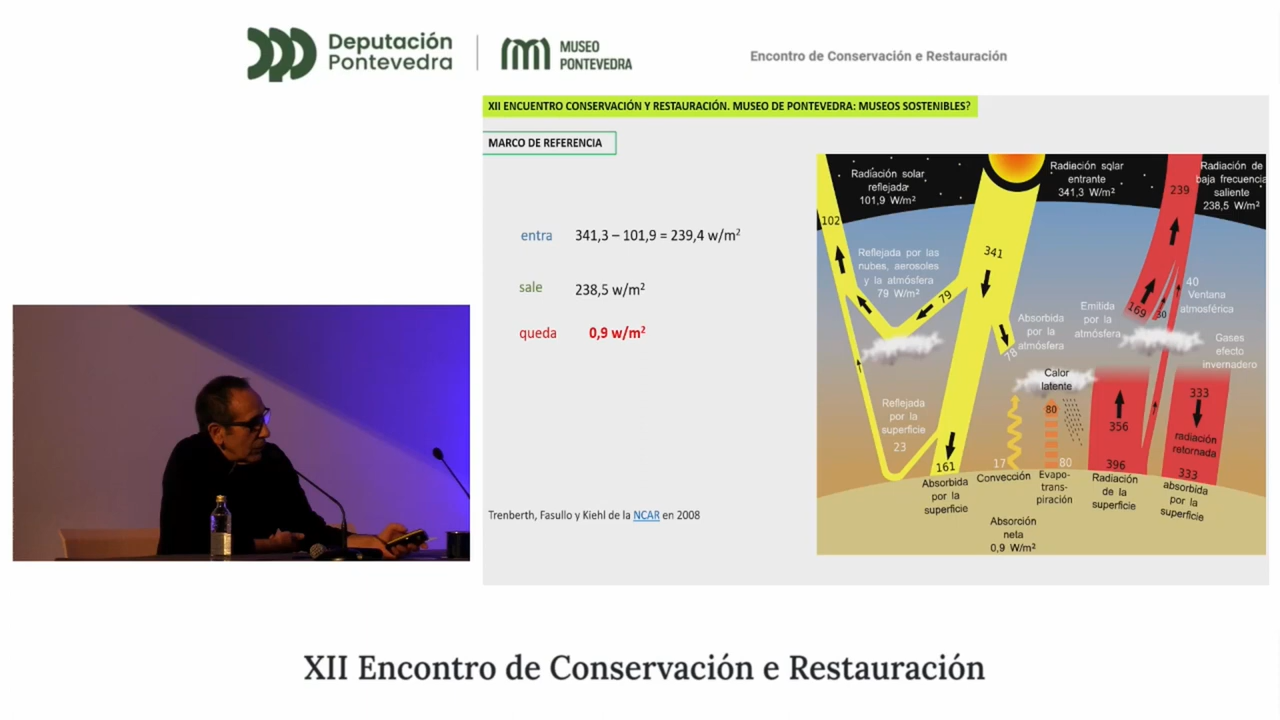 Deputación
Pontevedra
MUSEO
PONTEVEDRA
Encontro de Conservación e Restauración
XII ENCUENTRO CONSERVACIÓN Y RESTAURACIÓN. MUSEO DE PONTEVEDRA: MUSEOS SOSTENIBLES?
MARCO DE REFERENCIA
entra 341,3 – 101,9 = 239,4 w/m²
sale 238,5 w/m²
queda 0,9 w/m²
Trenberth, Fasullo y Kiehl de la NCAR en 2008
Radiación solar
reflejada
101,9 W/m²
Radiación solar
entrante
341,3 W/m²
Radiación de
baja frecuencia
saliente
238,5 W/m²
239
102
341
Reflejada por las
nubes, aerosoles
y la atmósfera
79 W/m²
79
Absorbida
por la
atmósfera
78
Emitida
por la
atmósfera
169
30
40
Ventana
atmosférica
Gases
efecto
invernadero
Calor
latente
80
Reflejada
por la
superficie
23
161
Absorbida
por la
superficie
17
Convección
80
Evapo-
trans-
piración
356
396
Radiación
de la
superficie
333
radiación
retornada
333
absorbida
por la
superficie
Absorción
neta
0,9 W/m²
XII Encontro de Conservación e Restauración